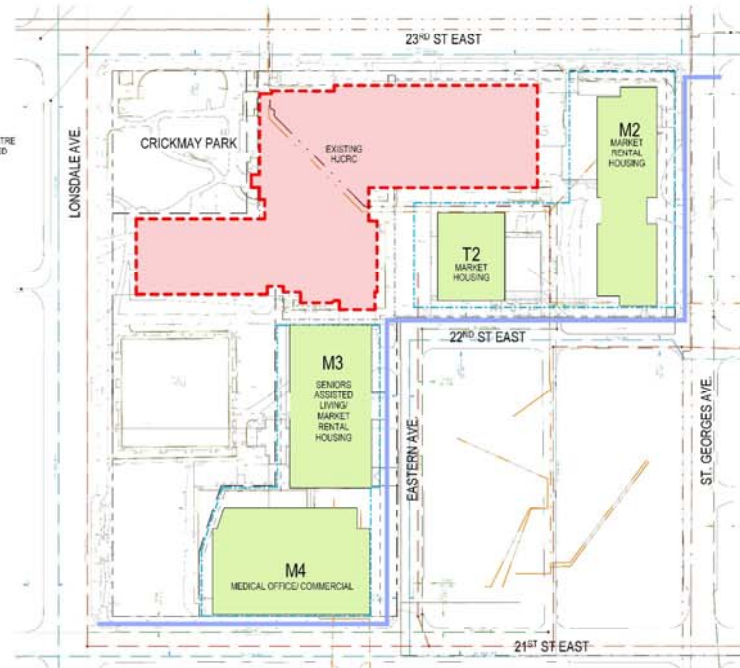 23RD ST EAST
TRE
ED
LONSDALE AVE.
CRICKMAY PARK
EXISTING
HJCRC
M2
MARKET
RENTAL
HOUSING
T2
MARKET
HOUSING
22ND ST EAST
M3
SENIORS
ASSISTED
LIVING/
MARKET
RENTAL
HOUSING
EASTERN AVE.
ST. GEORGES AVE.
M4
MEDICAL OFFICE/ COMMERCIAL
21ST ST EAST